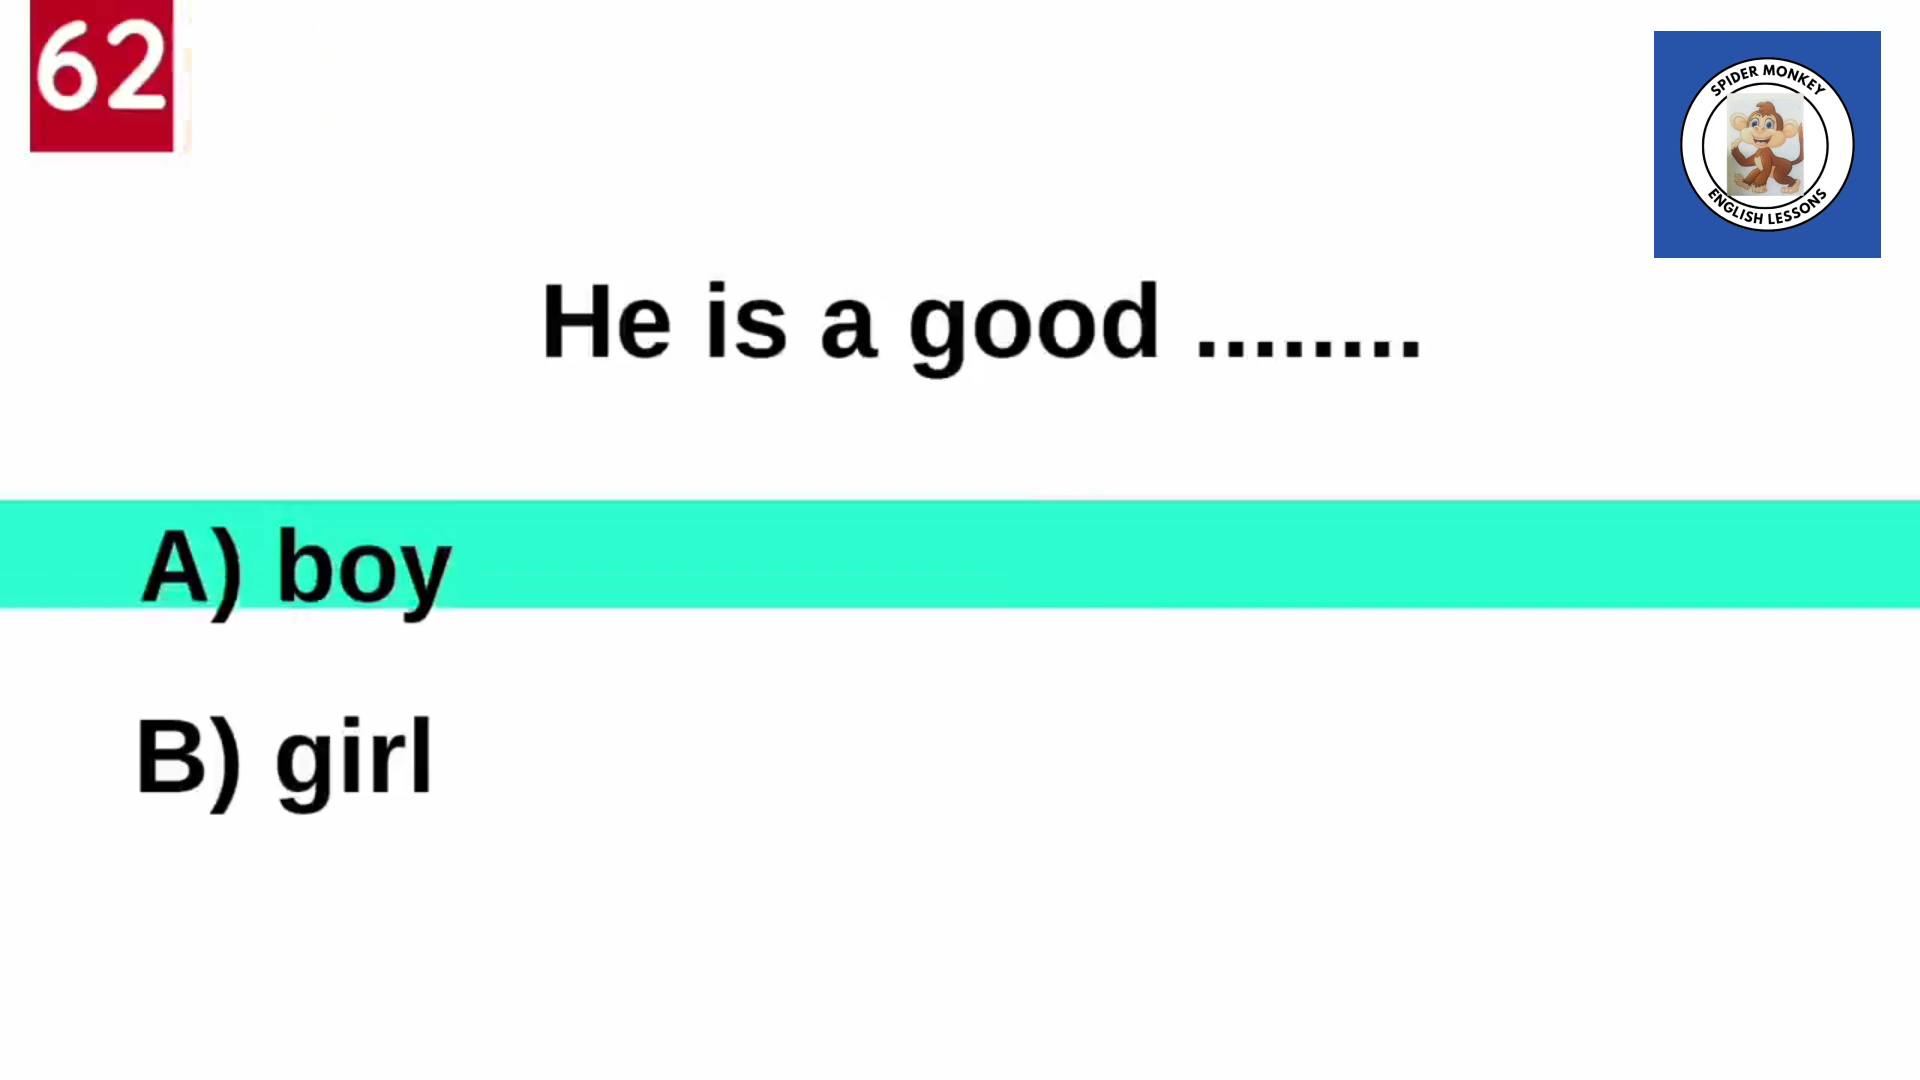 62
SPIDER MONKEY
ENGLISH LESSONS
He is a good ........
A) boy
B) girl